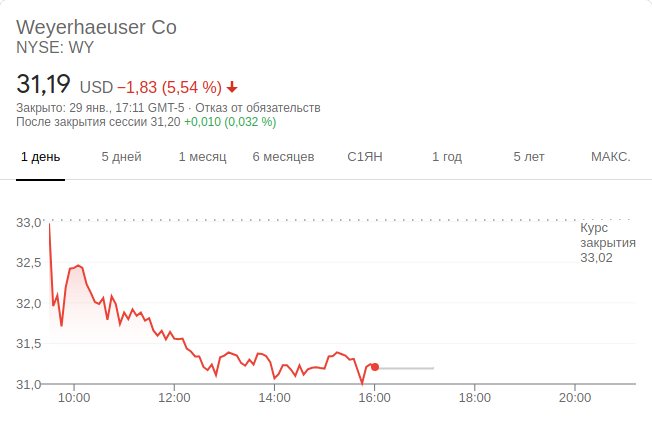 Weyerhaeuser Co
NYSE: WY
31,19 USD −1,83 (5,54 %)
Закрыто: 29 янв., 17:11 GMT-5 · Отказ от обязательств
После закрытия сессии 31,20 +0,010 (0,032 %)
1 день 5 дней 1 месяц 6 месяцев С1ЯН 1 год 5 лет МАКС.
33,0
Курс
закрытия
33,02
32,5
32,0
31,5
31,0
10:00 12:00 14:00 16:00 18:00 20:00